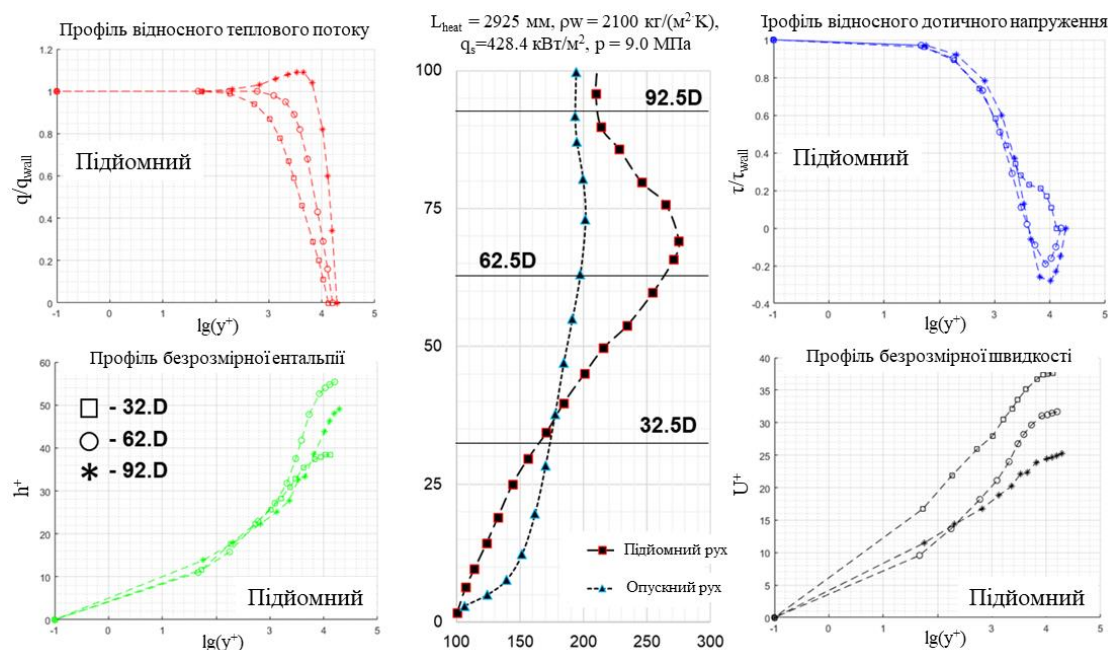 Профіль відносного теплового потоку
1.2
1
0.8
0.6
0.4
0.2
0
q/q_wall
Підйомний
-1
0
1
2
3
4
5
lg(y⁺)
Профіль безрозмірної ентальпії
60
50
40
30
20
10
0
h⁺
- 32.D
- 62.D
- 92.D
Підйомний
-1
0
1
2
3
4
5
lg(y⁺)
L_heat = 2925 мм, ρw = 2100 кг/(м²·K),
q_s=428.4 кВт/м², p = 9.0 МПа
100
75
50
25
0
92.5D
62.5D
32.5D
Підйомний рух
Опускний рух
100
150
200
250
300
Ірофіль відносного дотичного напруження
1
0.8
0.6
0.4
0.2
0
-0.2
-0.4
τ/τ_wall
Підйомний
-1
0
1
2
3
4
5
lg(y⁺)
Профіль безрозмірної швидкості
40
35
30
25
20
15
10
5
0
U⁺
Підйомний
-1
0
1
2
3
4
5
lg(y⁺)